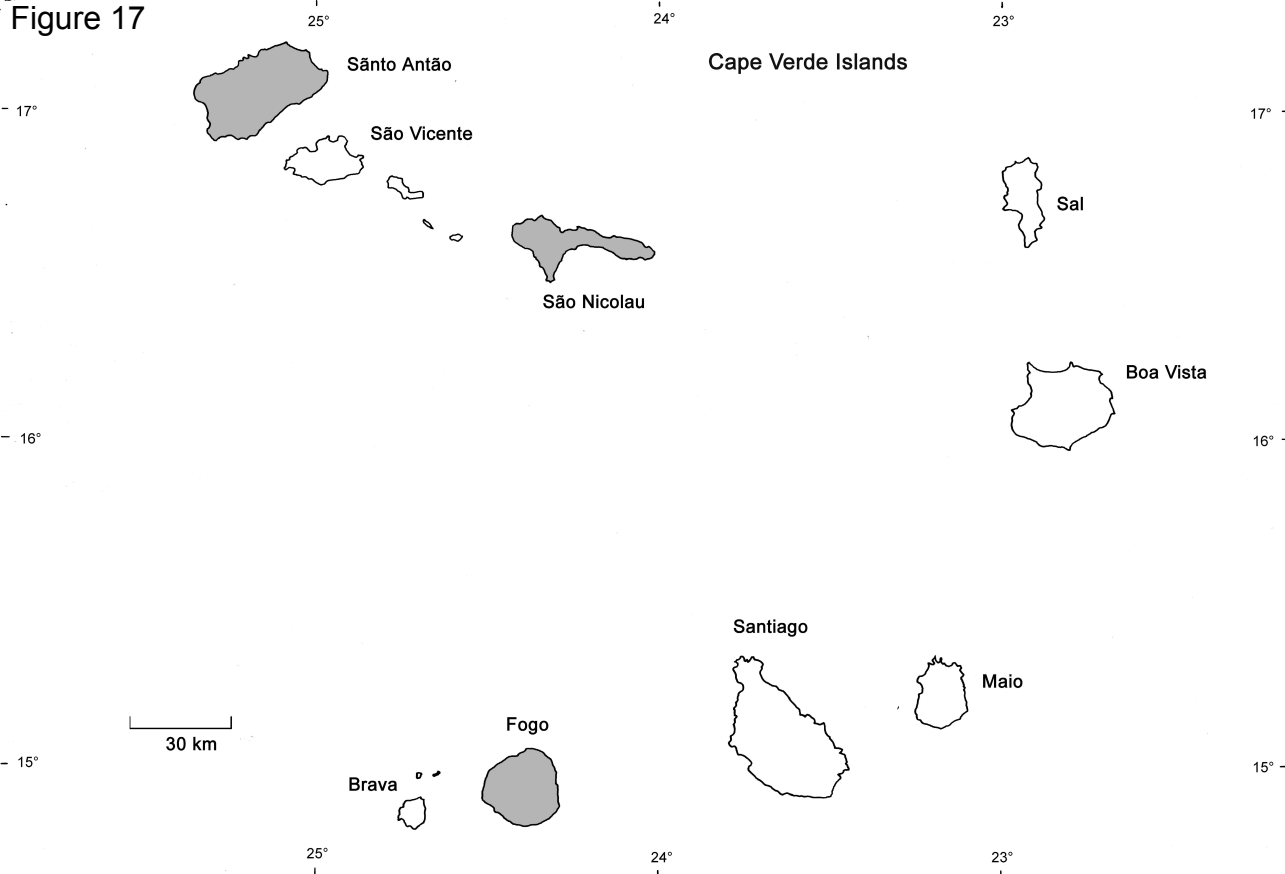 Figure 17
25°
24°
23°
Sãnto Antão
Cape Verde Islands
17°
17°
São Vicente
Sal
São Nicolau
Boa Vista
16°
16°
Santiago
Maio
Fogo
30 km
15°
15°
Brava
25°
24°
23°